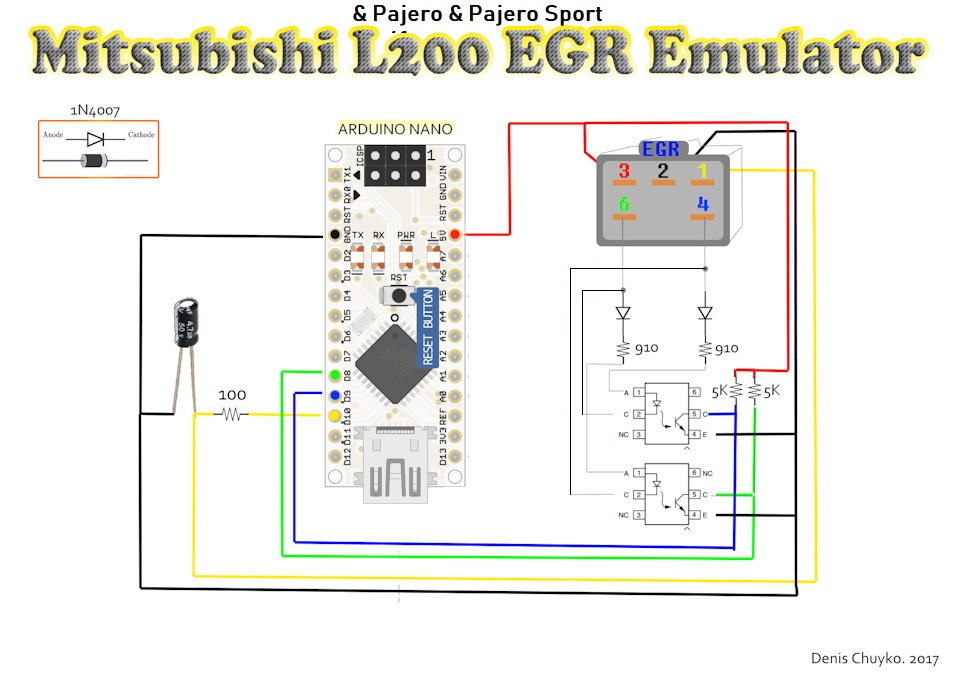 & Pajero & Pajero Sport
Mitsubishi L200 EGR Emulator
1N4007
Anode
Cathode
ARDUINO NANO
ICSP
1
TX1
RX0
RST
GND
D2
D3
D4
D5
D6
D7
D8
D9
D10
D11
D12
VIN
GND
RST
5V
A7
A6
A5
A4
A3
A2
A1
A0
REF
3V3
D13
TX RX PWR L
RST
RESET BUTTON
4.7µF
50V
100
EGR
3 2 1
6 4
910
910
5K
5K
A 1 6
C 2 5 C
NC 3 4 E
A 1 6 NC
C 2 5 C
NC 3 4 E
Denis Chuyko. 2017